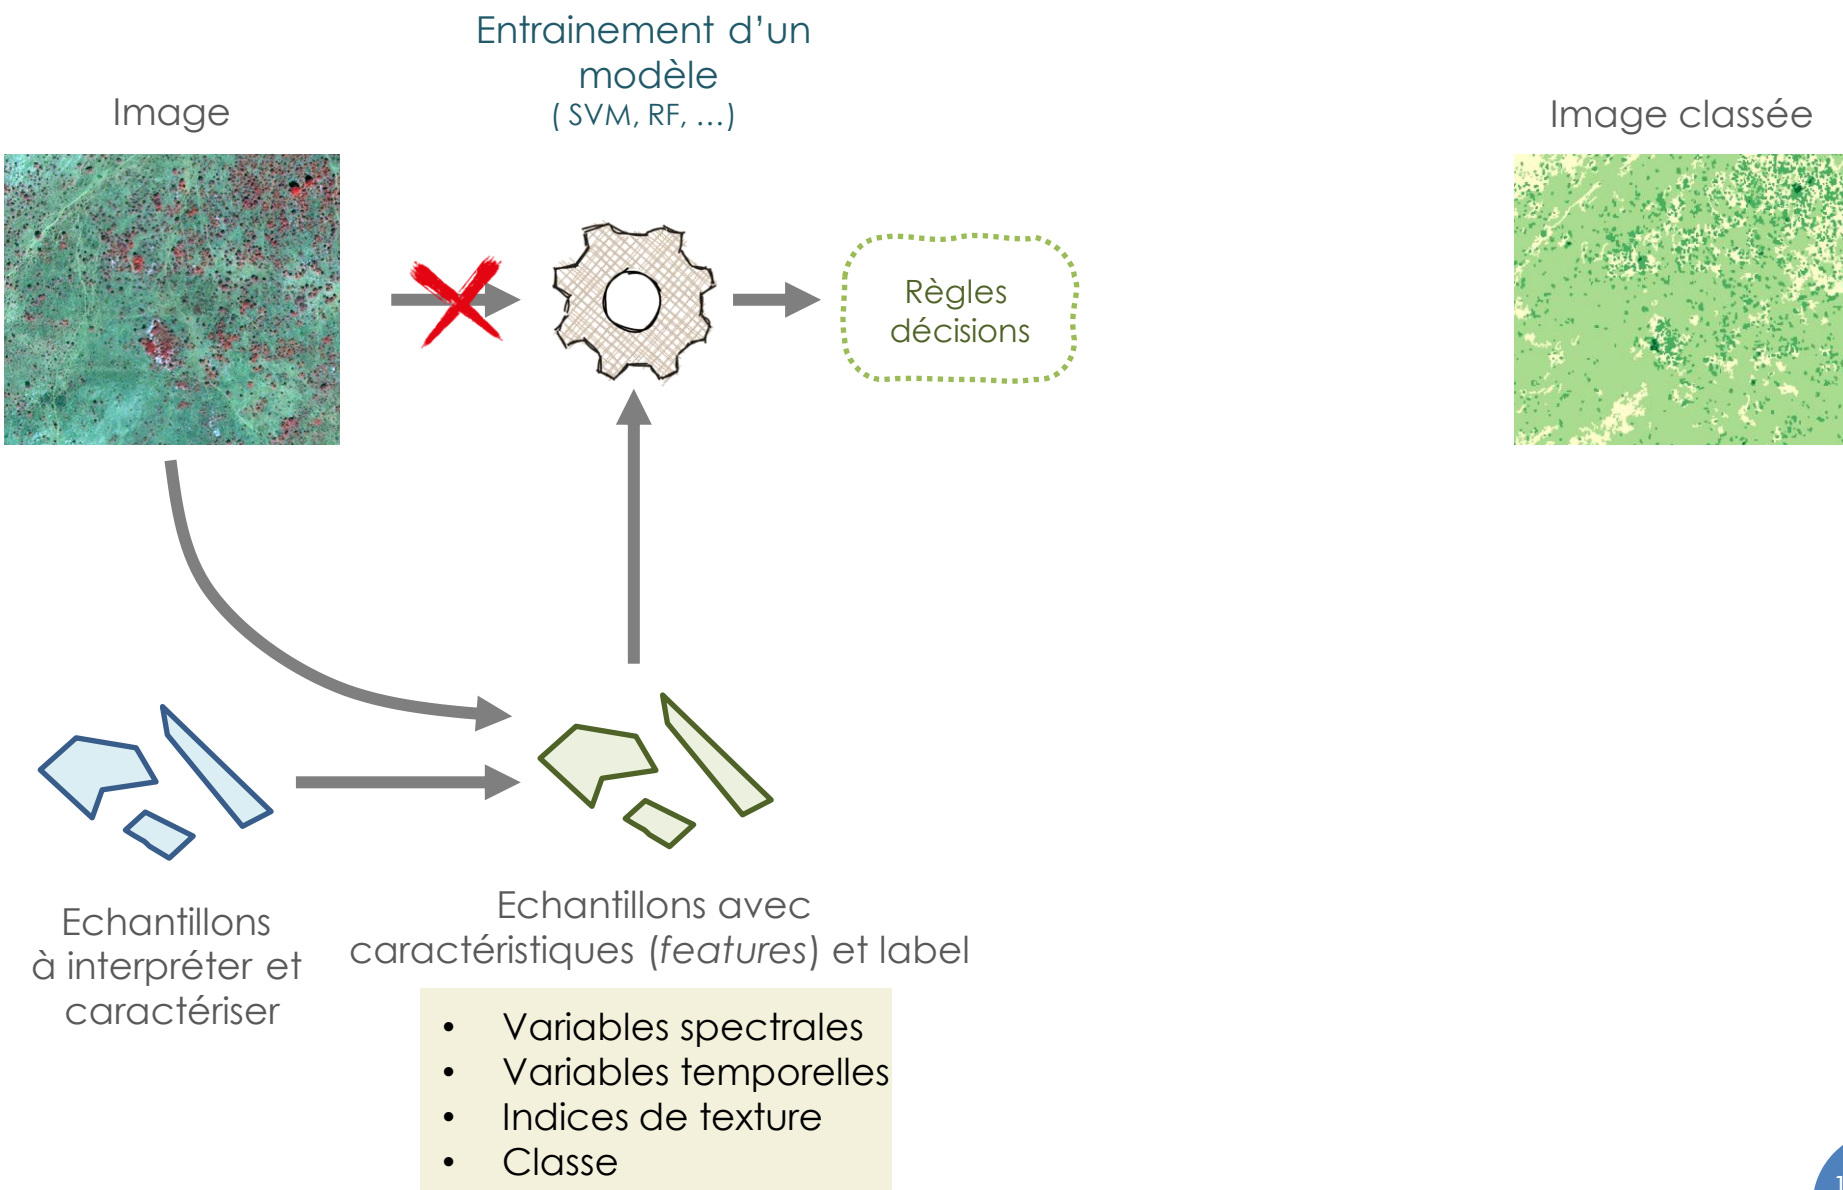 Entrainement d’un
modèle
( SVM, RF, …)
Image
Image classée
Règles
décisions
Echantillons
à interpréter et
caractériser
Echantillons avec
caractéristiques (features) et label
• Variables spectrales
• Variables temporelles
• Indices de texture
• Classe